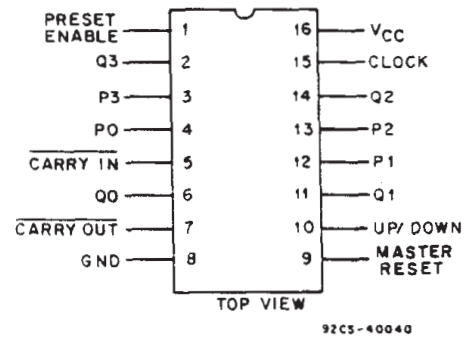 PRESET
ENABLE 1 16 VCC
Q3 2 15 CLOCK
P3 3 14 Q2
P0 4 13 P2
CARRY IN 5 12 P1
Q0 6 11 Q1
CARRY OUT 7 10 UP/DOWN
GND 8 9 MASTER
RESET
TOP VIEW
92CS-40040